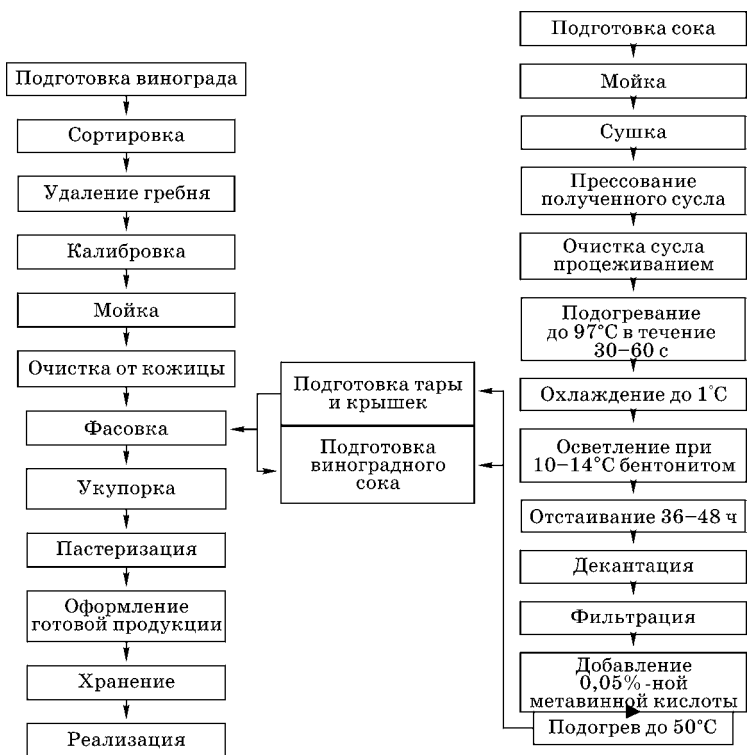 Подготовка винограда
Сортировка
Удаление гребня
Калибровка
Мойка
Очистка от кожицы
Фасовка
Укупорка
Пастеризация
Оформление
готовой продукции
Хранение
Реализация
Подготовка тары
и крышек
Подготовка
виноградного
сока
Подготовка сока
Мойка
Сушка
Прессование
полученного сусла
Очистка сусла
процеживанием
Подогревание
до 97°С в течение
30–60 с
Охлаждение до 1°С
Осветление при
10–14°С бентонитом
Отстаивание 36–48 ч
Декантация
Фильтрация
Добавление
0,05%-ной
метавинной кислоты
Подогрев до 50°С